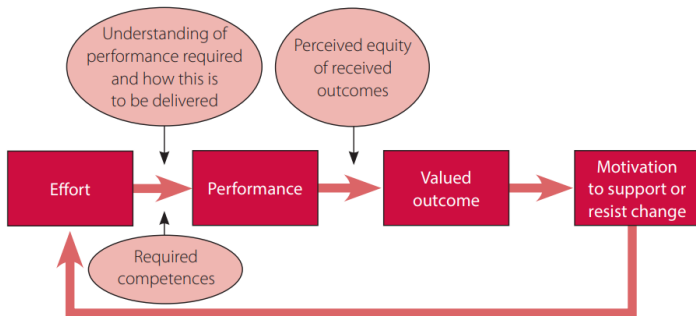 Understanding of
performance required
and how this is
to be delivered
Perceived equity
of received
outcomes
Effort
Performance
Valued
outcome
Motivation
to support or
resist change
Required
competences